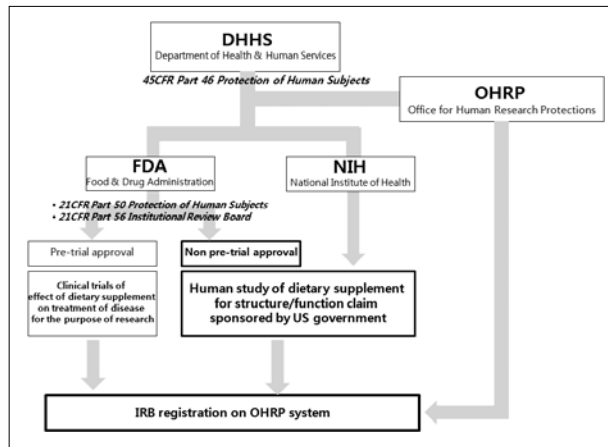 DHHS
Department of Health & Human Services
45CFR Part 46 Protection of Human Subjects
OHRP
Office for Human Research Protections
FDA
Food & Drug Administration
NIH
National Institute of Health
• 21CFR Part 50 Protection of Human Subjects
• 21CFR Part 56 Institutional Review Board
Pre-trial approval
Non pre-trial approval
Clinical trials of
effect of dietary supplement
on treatment of disease
for the purpose of research
Human study of dietary supplement
for structure/function claim
sponsored by US government
IRB registration on OHRP system